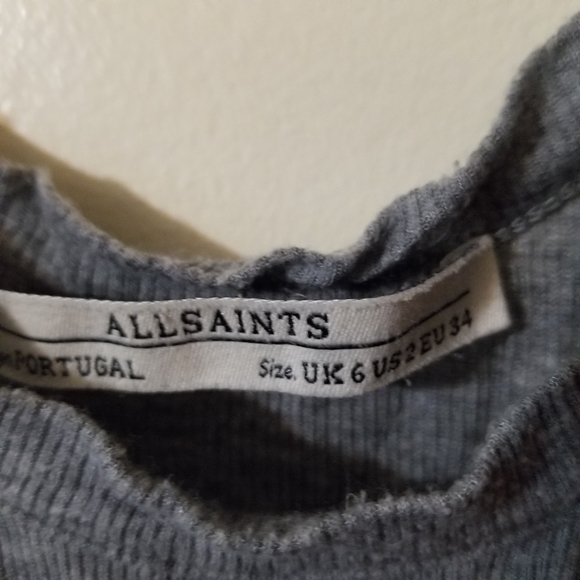 ALLSAINTS
PORTUGAL Size. UK 6 US 2 EU 34